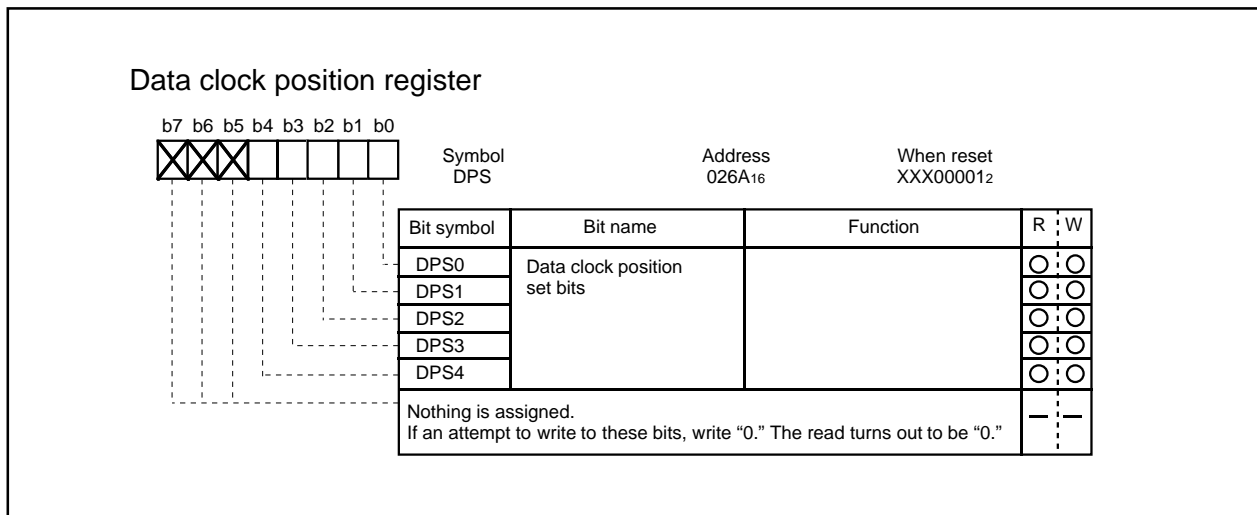 Data clock position register
b7 b6 b5 b4 b3 b2 b1 b0
Symbol Address When reset
DPS 026A16 XXX000012
Bit symbol Bit name Function R W
DPS0 Data clock position
set bits
DPS1
DPS2
DPS3
DPS4
Nothing is assigned.
If an attempt to write to these bits, write “0.” The read turns out to be “0.”